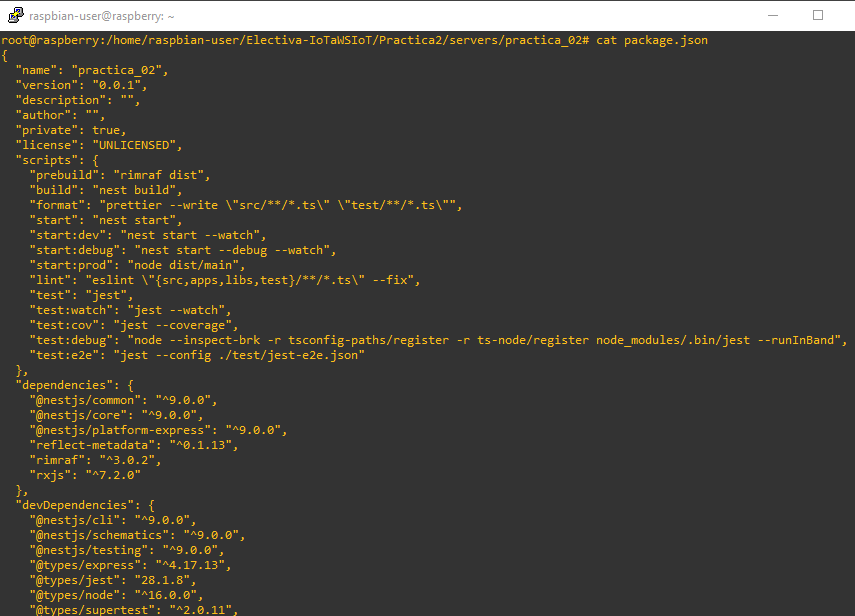 raspbian-user@raspberry: ~
root@raspberry:/home/raspbian-user/Electiva-IoTaWSIoT/Practica2/servers/practica_02# cat package.json
{
  "name": "practica_02",
  "version": "0.0.1",
  "description": "",
  "author": "",
  "private": true,
  "license": "UNLICENSED",
  "scripts": {
    "prebuild": "rimraf dist",
    "build": "nest build",
    "format": "prettier --write \"src/**/*.ts\" \"test/**/*.ts\"",
    "start": "nest start",
    "start:dev": "nest start --watch",
    "start:debug": "nest start --debug --watch",
    "start:prod": "node dist/main",
    "lint": "eslint \"{src,apps,libs,test}/**/*.ts\" --fix",
    "test": "jest",
    "test:watch": "jest --watch",
    "test:cov": "jest --coverage",
    "test:debug": "node --inspect-brk -r tsconfig-paths/register -r ts-node/register node_modules/.bin/jest --runInBand",
    "test:e2e": "jest --config ./test/jest-e2e.json"
  },
  "dependencies": {
    "@nestjs/common": "^9.0.0",
    "@nestjs/core": "^9.0.0",
    "@nestjs/platform-express": "^9.0.0",
    "reflect-metadata": "^0.1.13",
    "rimraf": "^3.0.2",
    "rxjs": "^7.2.0"
  },
  "devDependencies": {
    "@nestjs/cli": "^9.0.0",
    "@nestjs/schematics": "^9.0.0",
    "@nestjs/testing": "^9.0.0",
    "@types/express": "^4.17.13",
    "@types/jest": "28.1.8",
    "@types/node": "^16.0.0",
    "@types/supertest": "^2.0.11",